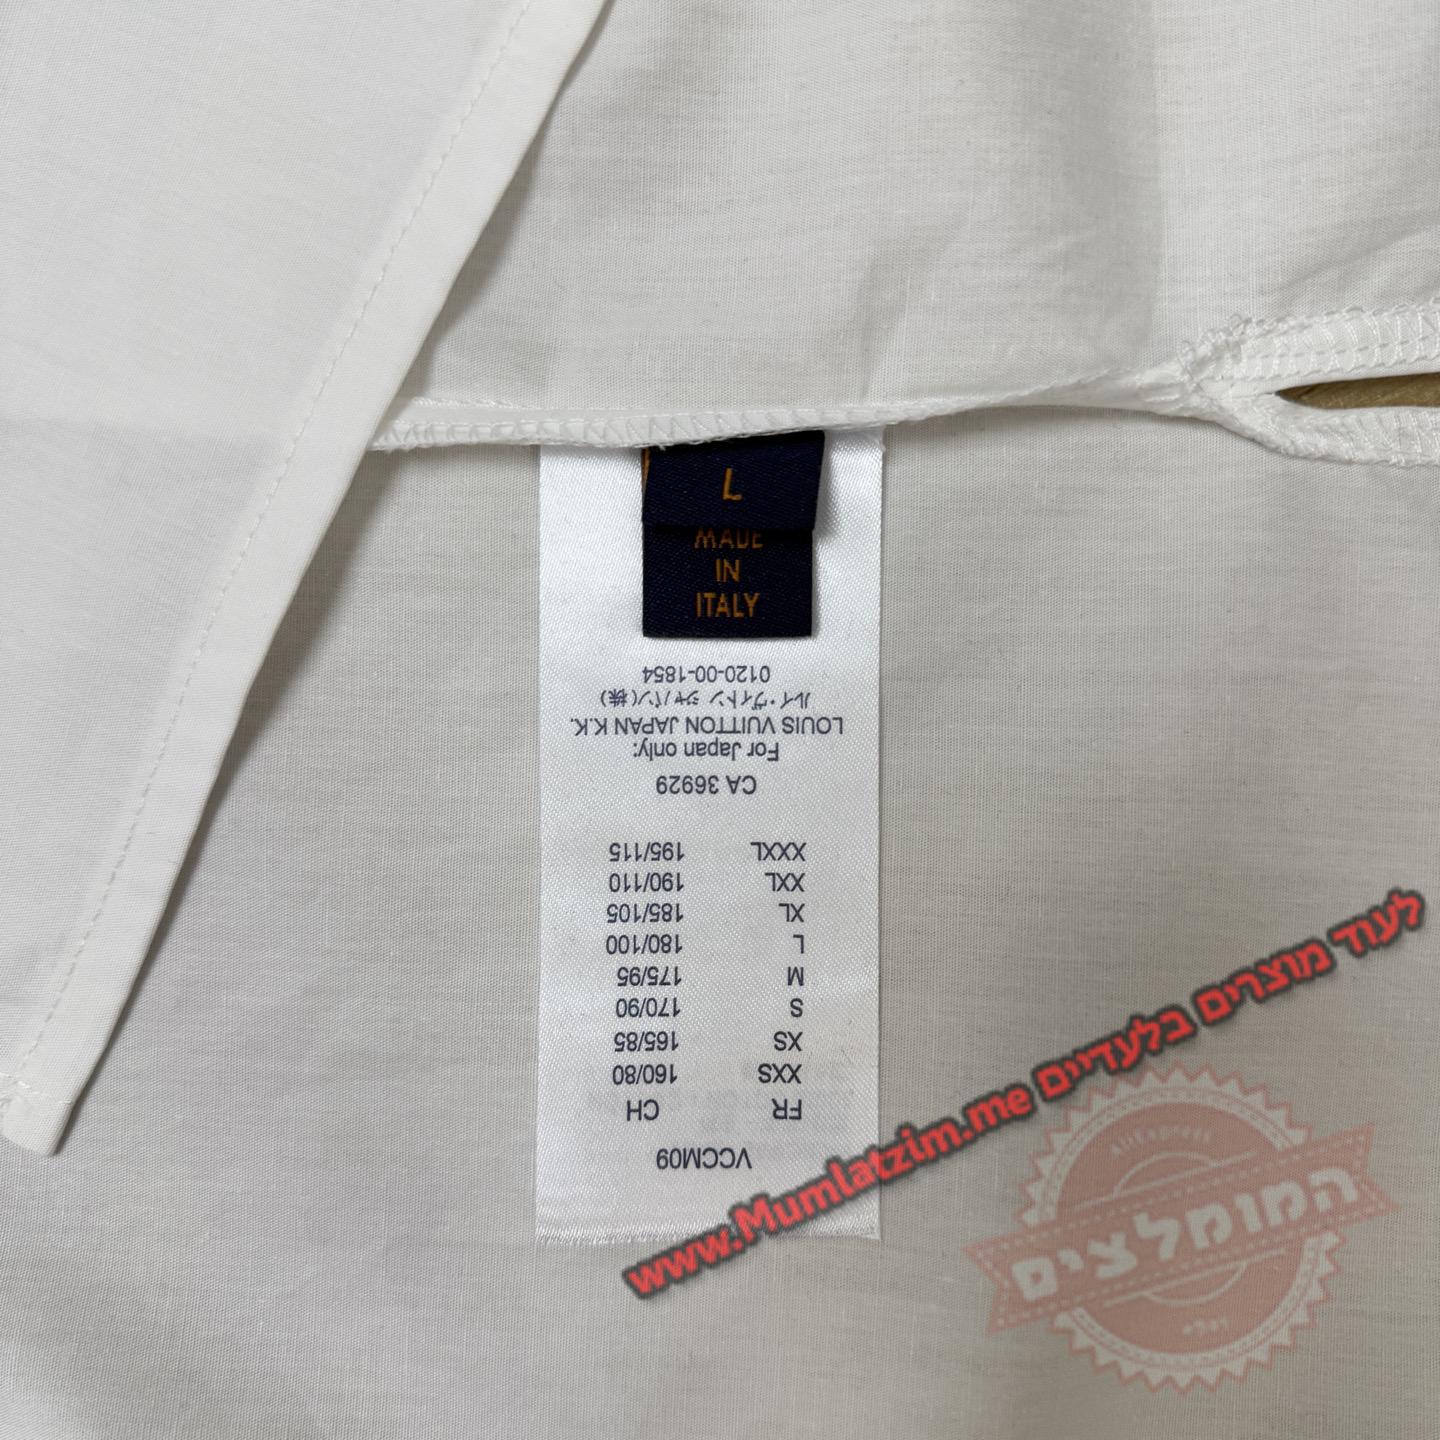 L
MADE
IN
ITALY
VCCM09
FR CH
XXS 160/80
XS 165/85
S 170/90
M 175/95
L 180/100
XL 185/105
XXL 190/110
XXXL 195/115
CA 36929
For Japan only:
LOUIS VUITTON JAPAN K.K.
ルイ・ヴィトン ジャパン(株)
0120-00-1854
לעוד מוצרים בלעדיים www.Mumlatzim.me
AliExpress
המומלצים
eBay